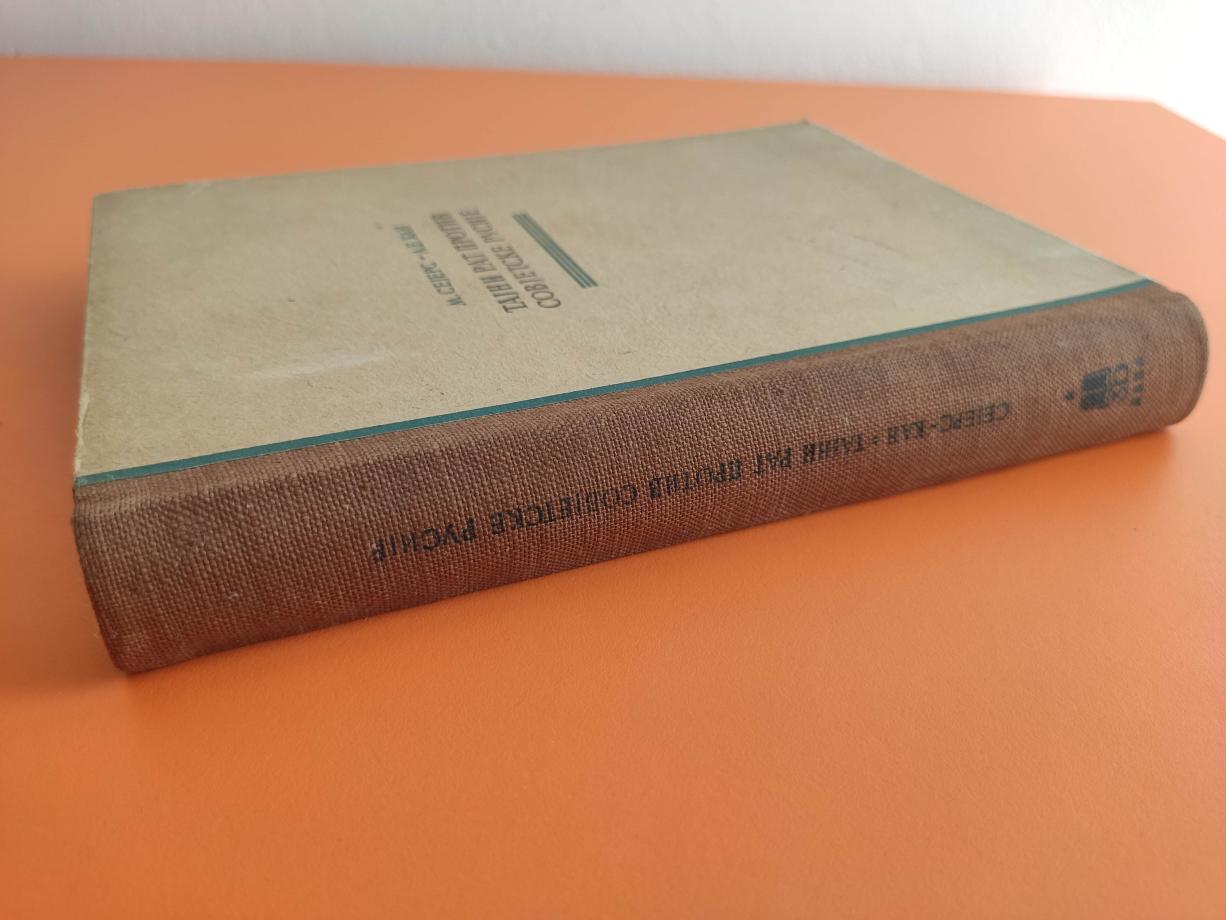 М. СЕЈЕРС - А.Е. КАН
ТАЈНИ РАТ ПРОТИВ
СОВЈЕТСКЕ РУСИЈЕ
СЕЈЕРС-КАН • ТАЈНИ РАТ ПРОТИВ СОВЈЕТСКЕ РУСИЈЕ